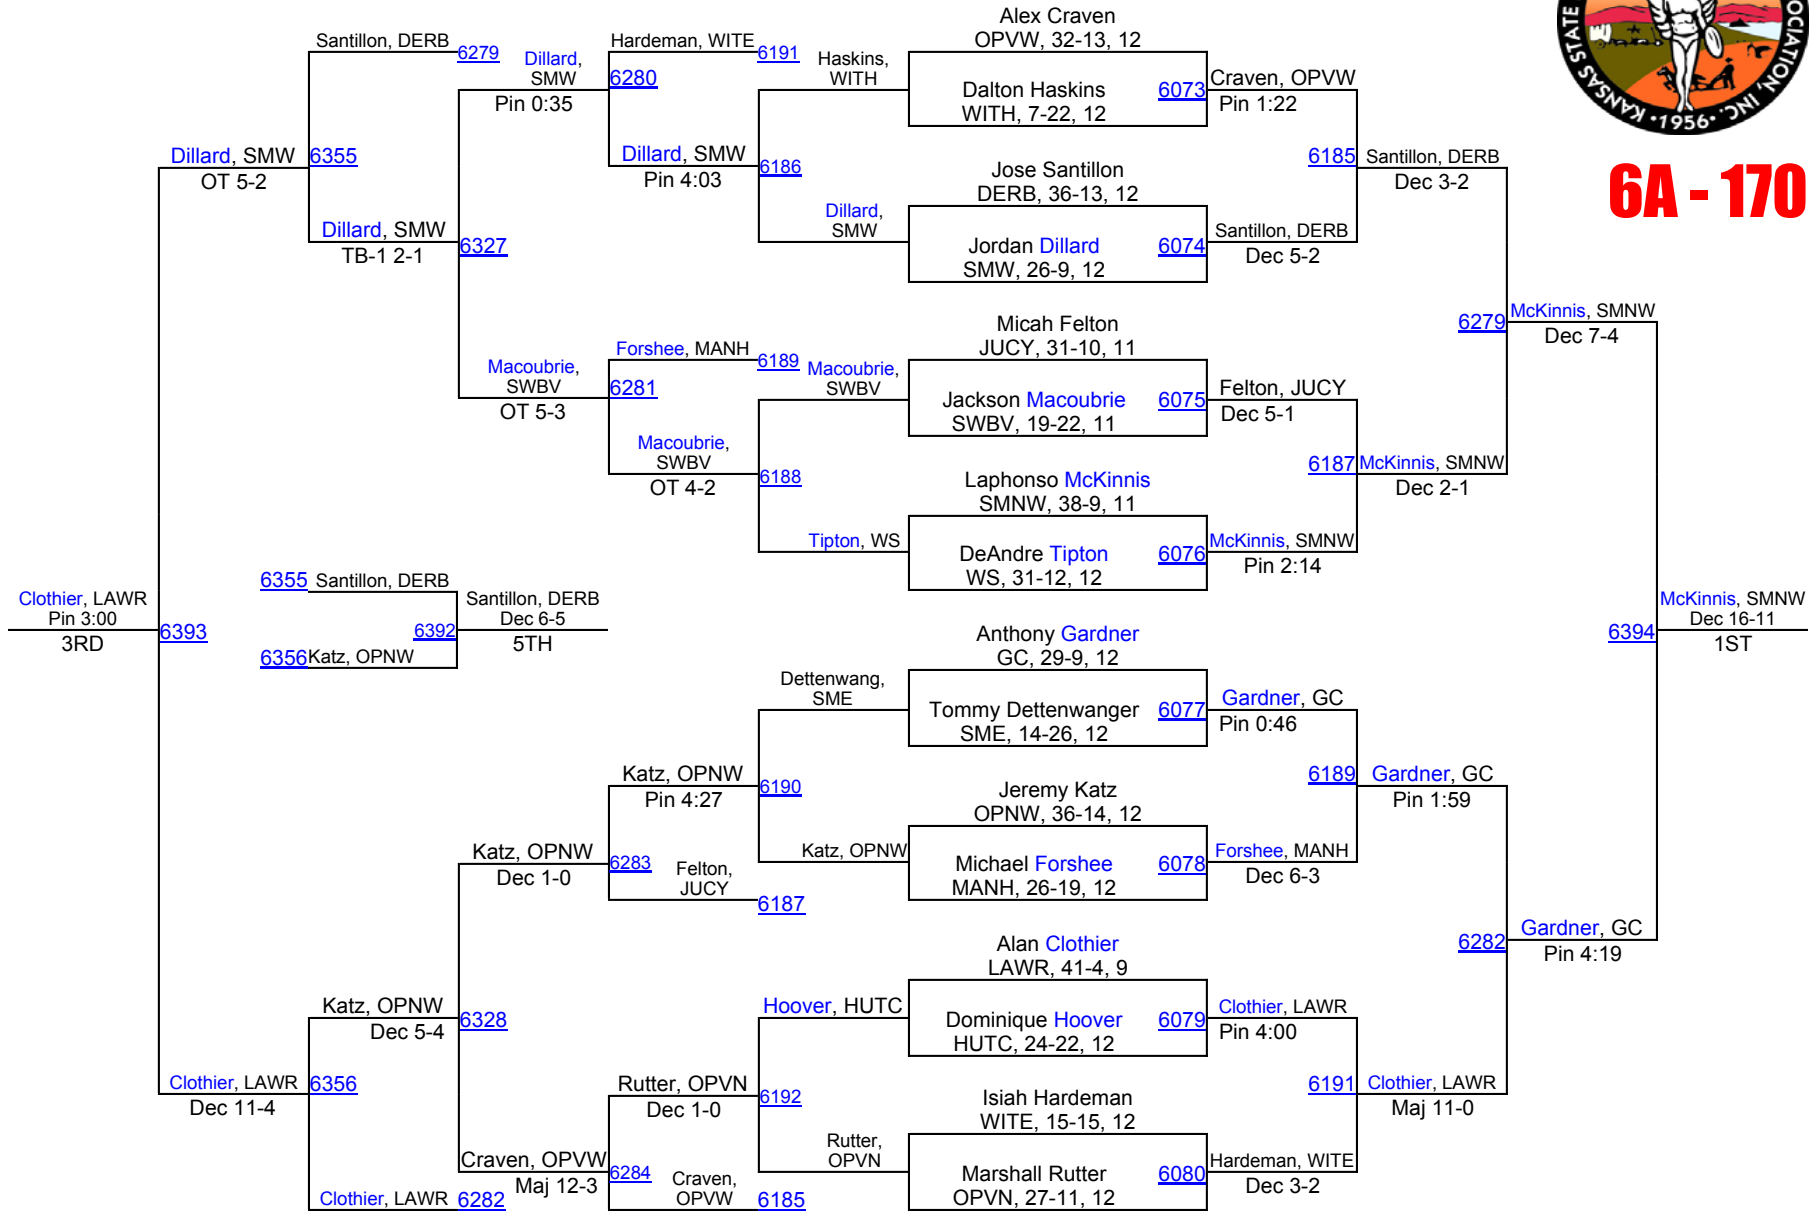 Alex Craven
OPVW, 32-13, 12
Dalton Haskins
WITH, 7-22, 12
6073
Jose Santillon
DERB, 36-13, 12
Jordan Dillard
SMW, 26-9, 12
6074
Micah Felton
JUCY, 31-10, 11
Jackson Macoubrie
SWBV, 19-22, 11
6075
Laphonso McKinnis
SMNW, 38-9, 11
DeAndre Tipton
WS, 31-12, 12
6076
Anthony Gardner
GC, 29-9, 12
Tommy Dettenwanger
SME, 14-26, 12
6077
Jeremy Katz
OPNW, 36-14, 12
Michael Forshee
MANH, 26-19, 12
6078
Alan Clothier
LAWR, 41-4, 9
Dominique Hoover
HUTC, 24-22, 12
6079
Isiah Hardeman
WITE, 15-15, 12
Marshall Rutter
OPVN, 27-11, 12
6080
Craven, OPVW
Pin 1:22
Santillon, DERB
Dec 5-2
Felton, JUCY
Dec 5-1
McKinnis, SMNW
Pin 2:14
Gardner, GC
Pin 0:46
Forshee, MANH
Dec 6-3
Clothier, LAWR
Pin 4:00
Hardeman, WITE
Dec 3-2
6185
Santillon, DERB
Dec 3-2
6187
McKinnis, SMNW
Dec 2-1
6189
Gardner, GC
Pin 1:59
6191
Clothier, LAWR
Maj 11-0
6279
McKinnis, SMNW
Dec 7-4
6282
Gardner, GC
Pin 4:19
6394
McKinnis, SMNW
Dec 16-11
1ST
KANSAS STATE
OCIATION, INC.
•1956•
6A - 170
Haskins,
WITH
Dillard,
SMW
Macoubrie,
SWBV
Tipton, WS
Dettenwang,
SME
Katz, OPNW
Hoover, HUTC
Rutter,
OPVN
Hardeman, WITE
6191
6186
Dillard, SMW
Pin 4:03
Forshee, MANH
6189
6188
Macoubrie,
SWBV
OT 4-2
6190
Katz, OPNW
Pin 4:27
Felton,
JUCY
6187
6192
Rutter, OPVN
Dec 1-0
Craven,
OPVW
6185
6280
Dillard,
SMW
Pin 0:35
6281
Macoubrie,
SWBV
OT 5-3
6283
Katz, OPNW
Dec 1-0
6284
Craven, OPVW
Maj 12-3
Santillon, DERB
6279
6327
Dillard, SMW
TB-1 2-1
6328
Katz, OPNW
Dec 5-4
Clothier, LAWR
6282
6355
Dillard, SMW
OT 5-2
6356
Clothier, LAWR
Dec 11-4
6393
Clothier, LAWR
Pin 3:00
3RD
6355
Santillon, DERB
6356
Katz, OPNW
6392
Santillon, DERB
Dec 6-5
5TH